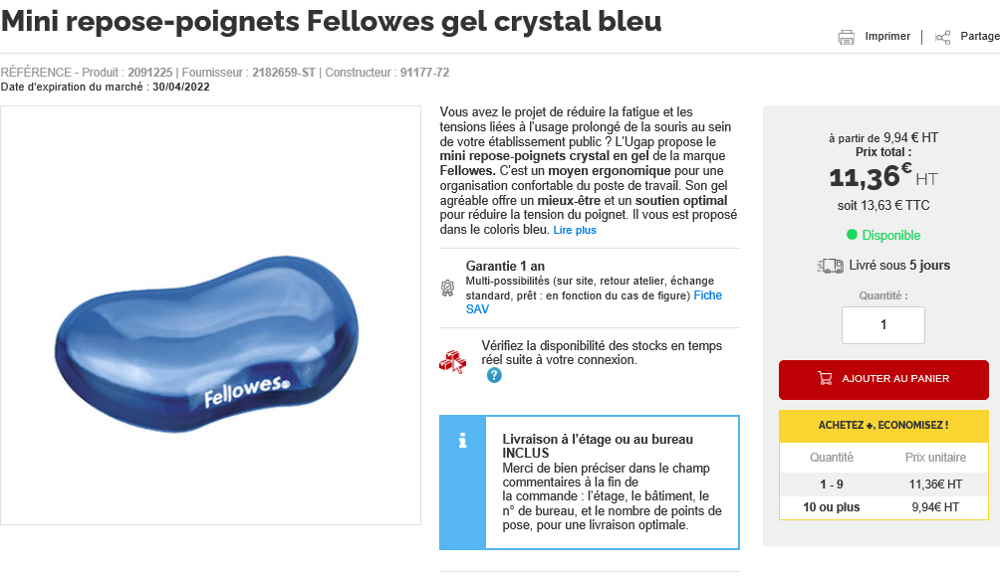 Mini repose-poignets Fellowes gel crystal bleu
Imprimer | Partage
RÉFÉRENCE - Produit : 2091225 | Fournisseur : 2182659-ST | Constructeur : 91177-72
Date d'expiration du marché : 30/04/2022
Fellowes®
Vous avez le projet de réduire la fatigue et les
tensions liées à l'usage prolongé de la souris au sein
de votre établissement public ? L'Ugap propose le
mini repose-poignets crystal en gel de la marque
Fellowes. C'est un moyen ergonomique pour une
organisation confortable du poste de travail. Son gel
agréable offre un mieux-être et un soutien optimal
pour réduire la tension du poignet. Il vous est proposé
dans le coloris bleu. Lire plus
Garantie 1 an
Multi-possibilités (sur site, retour atelier, échange
standard, prêt : en fonction du cas de figure) Fiche
SAV
Vérifiez la disponibilité des stocks en temps
réel suite à votre connexion.
?
i
Livraison à l'étage ou au bureau
INCLUS
Merci de bien préciser dans le champ
commentaires à la fin de
la commande : l'étage, le bâtiment, le
n° de bureau, et le nombre de points de
pose, pour une livraison optimale.
à partir de 9,94 € HT
Prix total :
11,36€ HT
soit 13,63 € TTC
Disponible
Livré sous 5 jours
Quantité :
1
AJOUTER AU PANIER
ACHETEZ +, ECONOMISEZ !
Quantité Prix unitaire
1 - 9 11,36€ HT
10 ou plus 9,94€ HT